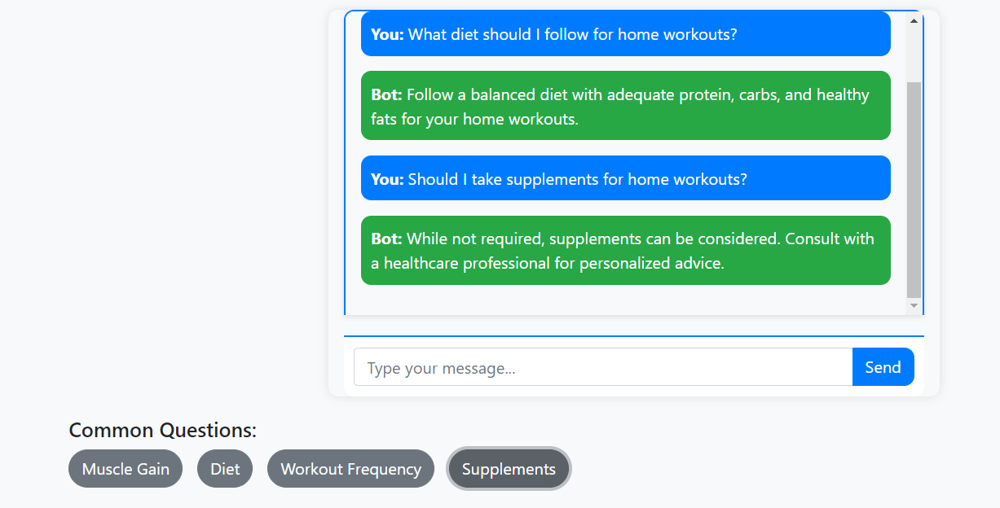 You: What diet should I follow for home workouts?
Bot: Follow a balanced diet with adequate protein, carbs, and healthy
fats for your home workouts.
You: Should I take supplements for home workouts?
Bot: While not required, supplements can be considered. Consult with
a healthcare professional for personalized advice.
Type your message...
Send
Common Questions:
Muscle Gain
Diet
Workout Frequency
Supplements